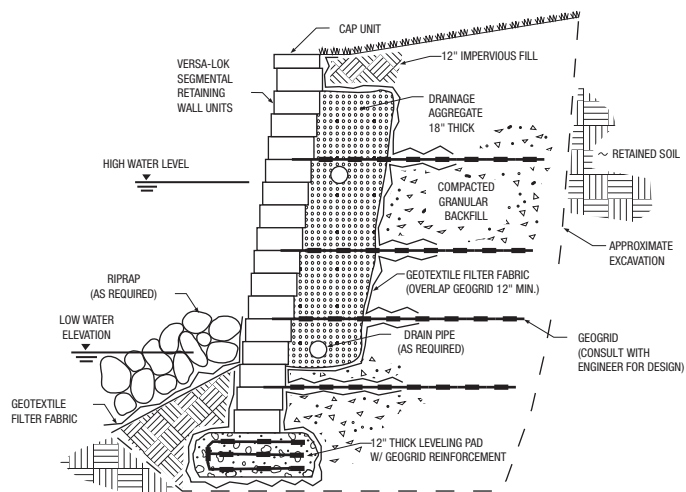 CAP UNIT
12" IMPERVIOUS FILL
VERSA-LOK
SEGMENTAL
RETAINING
WALL UNITS
DRAINAGE
AGGREGATE
18" THICK
HIGH WATER LEVEL
~ RETAINED SOIL
COMPACTED
GRANULAR
BACKFILL
APPROXIMATE
EXCAVATION
RIPRAP
(AS REQUIRED)
GEOTEXTILE FILTER FABRIC
(OVERLAP GEOGRID 12" MIN.)
LOW WATER
ELEVATION
DRAIN PIPE
(AS REQUIRED)
GEOGRID
(CONSULT WITH
ENGINEER FOR DESIGN)
GEOTEXTILE
FILTER FABRIC
12" THICK LEVELING PAD
W/ GEOGRID REINFORCEMENT